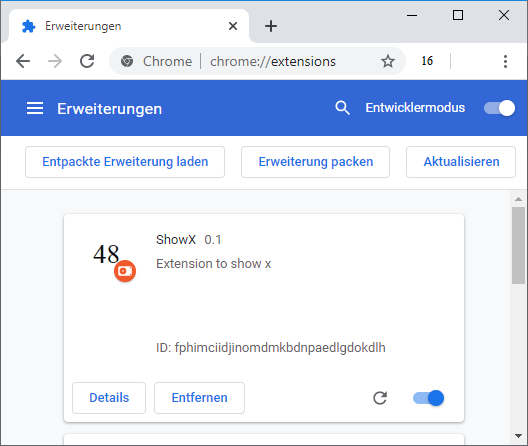 Erweiterungen
Chrome | chrome://extensions 16
Erweiterungen Entwicklermodus
Entpackte Erweiterung laden Erweiterung packen Aktualisieren
48 ShowX 0.1
Extension to show x
ID: fphimciidjinomdmkbdnpaedlgdokdlh
Details Entfernen